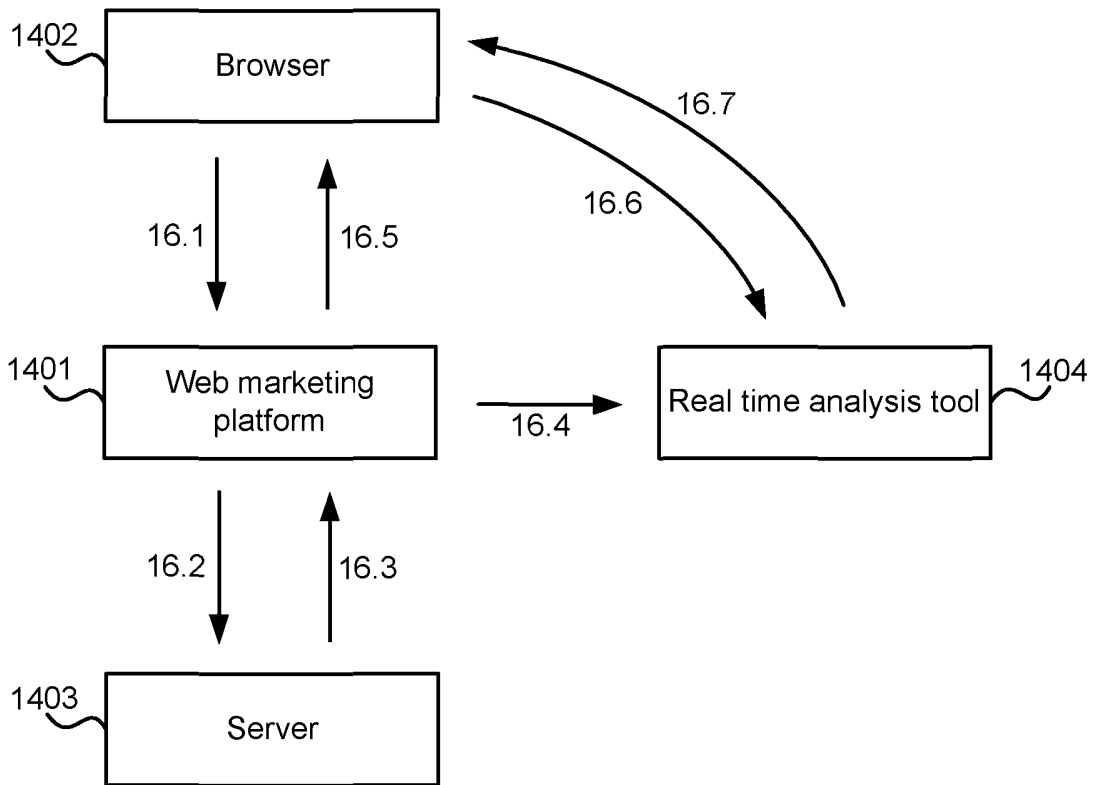 1402
Browser
16.7
16.6
16.1
16.5
1401
Web marketing
platform
16.4
Real time analysis tool
1404
16.2
16.3
1403
Server